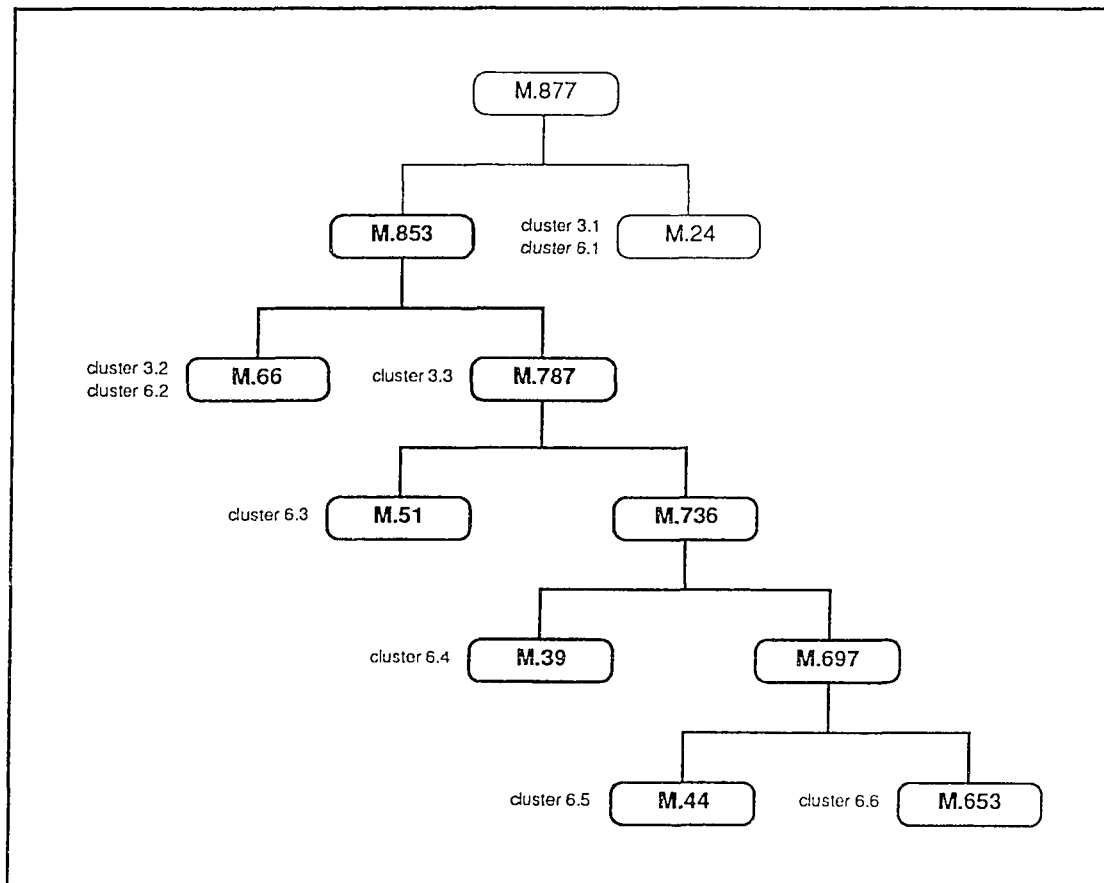 M.877
M.853
cluster 3.1
cluster 6.1
M.24
cluster 3.2
cluster 6.2
M.66
cluster 3.3
M.787
cluster 6.3
M.51
M.736
cluster 6.4
M.39
M.697
cluster 6.5
M.44
cluster 6.6
M.653